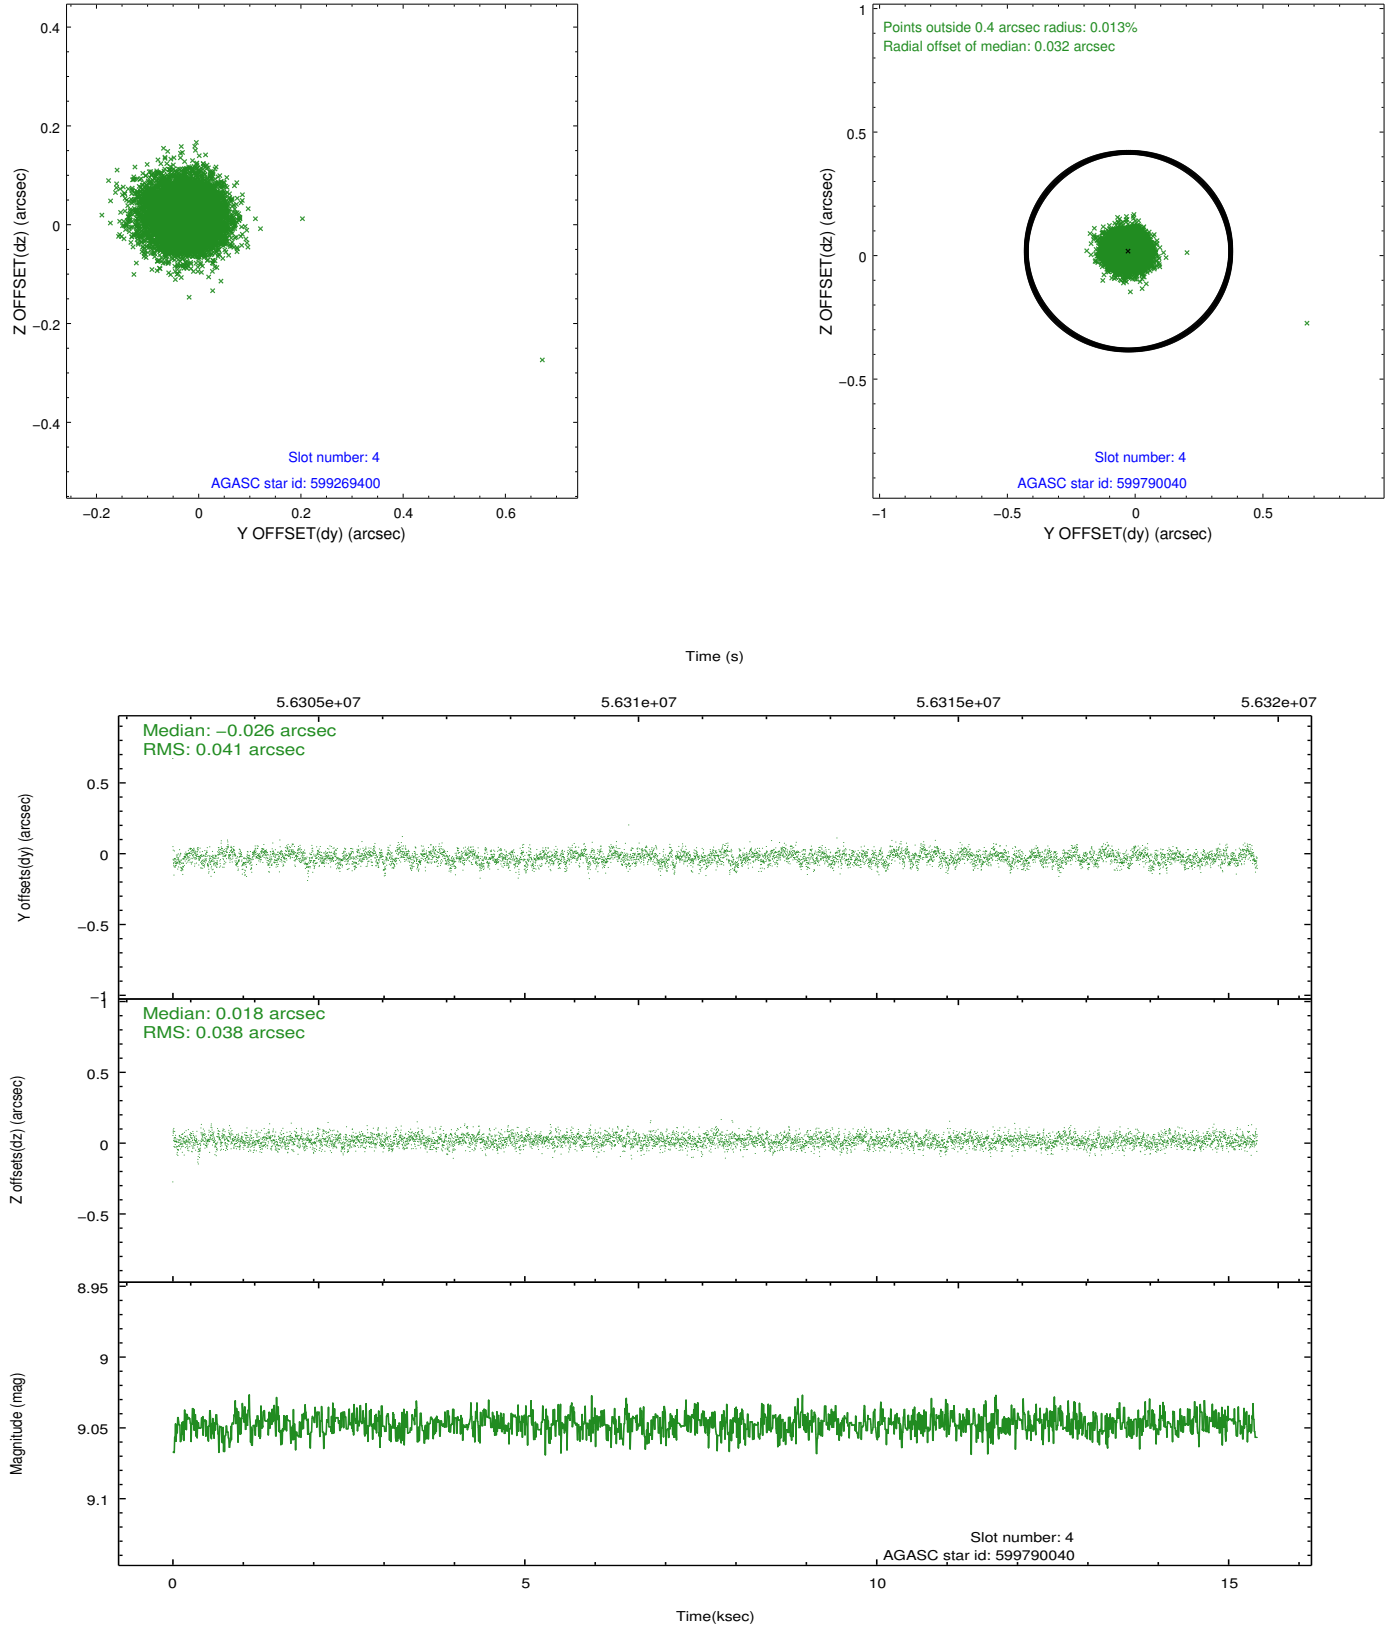 0.4
0.2
0
−0.2
−0.4
Z OFFSET(dz) (arcsec)
Slot number: 4
AGASC star id: 599269400
−0.2 0 0.2 0.4 0.6
Y OFFSET(dy) (arcsec)
Points outside 0.4 arcsec radius: 0.013%
Radial offset of median: 0.032 arcsec
1
0.5
0
−0.5
Z OFFSET(dz) (arcsec)
Slot number: 4
AGASC star id: 599790040
−1 −0.5 0 0.5
Y OFFSET(dy) (arcsec)
Time (s)
5.6305e+07 5.631e+07 5.6315e+07 5.632e+07
Median: −0.026 arcsec
RMS: 0.041 arcsec
0.5
0
−0.5
−1
Y offsets(dy) (arcsec)
1
Median: 0.018 arcsec
RMS: 0.038 arcsec
0.5
0
−0.5
Z offsets(dz) (arcsec)
8.95
9
9.05
9.1
Magnitude (mag)
Slot number: 4
AGASC star id: 599790040
0 5 10 15
Time(ksec)